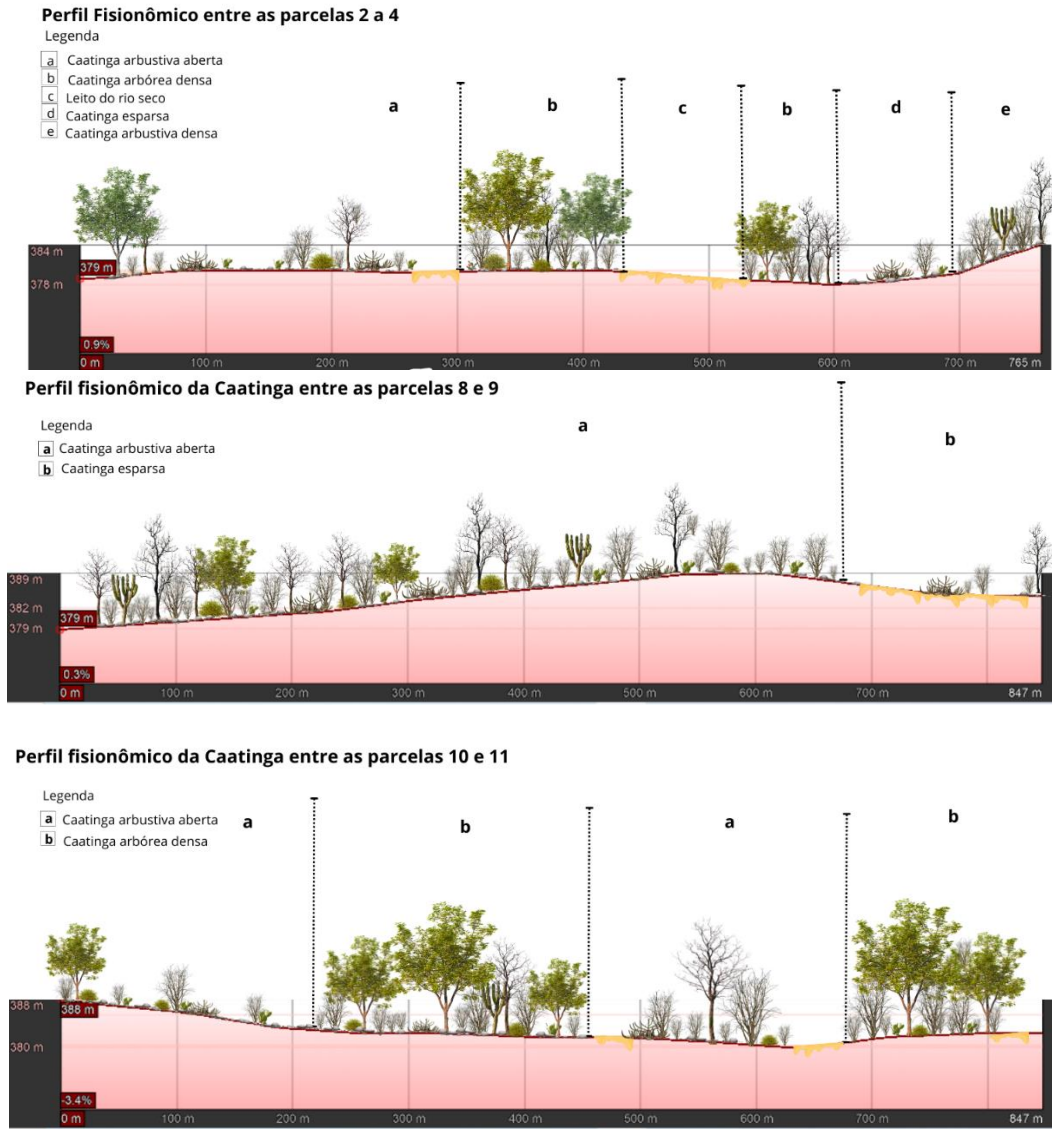 Perfil Fisionômico entre as parcelas 2 a 4
Legenda
a Caatinga arbustiva aberta
b Caatinga arbórea densa
c Leito do rio seco
d Caatinga esparsa
e Caatinga arbustiva densa
a b c b d e
384 m
379 m
378 m
0.9%
0 m 100 m 200 m 300 m 400 m 500 m 600 m 700 m 765 m
Perfil fisionômico da Caatinga entre as parcelas 8 e 9
Legenda
a Caatinga arbustiva aberta
b Caatinga esparsa
a b
389 m
382 m
379 m
379 m
0.3%
0 m 100 m 200 m 300 m 400 m 500 m 600 m 700 m 847 m
Perfil fisionômico da Caatinga entre as parcelas 10 e 11
Legenda
a Caatinga arbustiva aberta
b Caatinga arbórea densa
a b a b
388 m
388 m
380 m
-3.4%
0 m 100 m 200 m 300 m 400 m 500 m 600 m 700 m 847 m